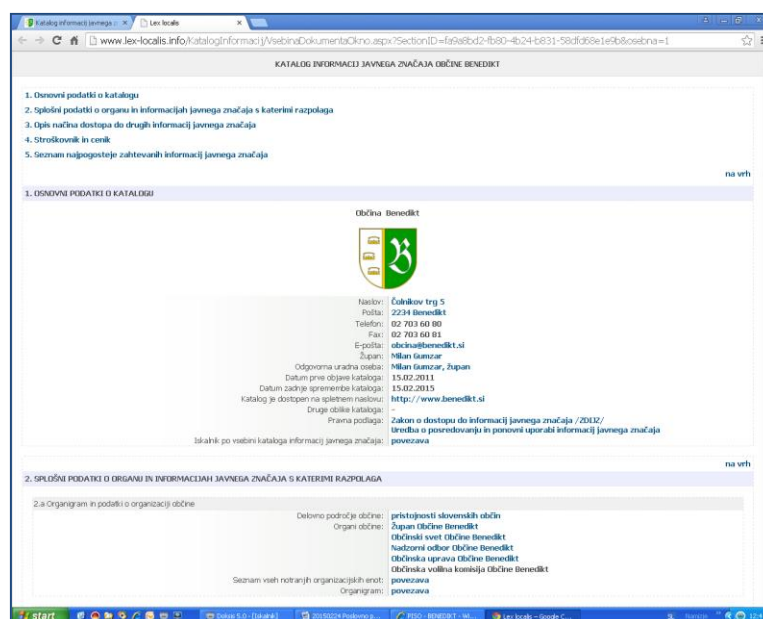 Katalog informacij javnega z
Lex localis
www.lex-localis.info/KatalogInformacij/VsebinaDokumentaOkno.aspx?SectionID=fa9a8bd2-fb80-4b24-b831-58dfd68e1e9b&osebna=1
KATALOG INFORMACIJ JAVNEGA ZNAČAJA OBČINE BENEDIKT
1. Osnovni podatki o katalogu
2. Splošni podatki o organu in informacijah javnega značaja s katerimi razpolaga
3. Opis načina dostopa do drugih informacij javnega značaja
4. Stroškovnik in cenik
5. Seznam najpogosteje zahtevanih informacij javnega značaja
na vrh
1. OSNOVNI PODATKI O KATALOGU
Občina Benedikt
B
Naslov: Čolnikov trg 5
Pošta: 2234 Benedikt
Telefon: 02 703 60 80
Fax: 02 703 60 81
E-pošta: obcina@benedikt.si
Župan: Milan Gumzar
Odgovorna uradna oseba: Milan Gumzar, župan
Datum prve objave kataloga: 15.02.2011
Datum zadnje spremembe kataloga: 15.02.2015
Katalog je dostopen na spletnem naslovu: http://www.benedikt.si
Druge oblike kataloga: -
Pravna podlaga: Zakon o dostopu do informacij javnega značaja /ZDIJZ/
Uredba o posredovanju in ponovni uporabi informacij javnega značaja
Iskalnik po vsebini kataloga informacij javnega značaja: povezava
na vrh
2. SPLOŠNI PODATKI O ORGANU IN INFORMACIJAH JAVNEGA ZNAČAJA S KATERIMI RAZPOLAGA
2.a Organigram in podatki o organizaciji občine
Delovno področje občine: pristojnosti slovenskih občin
Organi občine: Župan Občine Benedikt
Občinski svet Občine Benedikt
Nadzorni odbor Občine Benedikt
Občinska uprava Občine Benedikt
Občinska volilna komisija Občine Benedikt
Seznam vseh notranjih organizacijskih enot: povezava
Organigram: povezava
start
Doksis 5.0 - [Iskalnik]
20150224 Poslovno p...
PISO - BENEDIKT - Wi...
Lex localis - Google C...